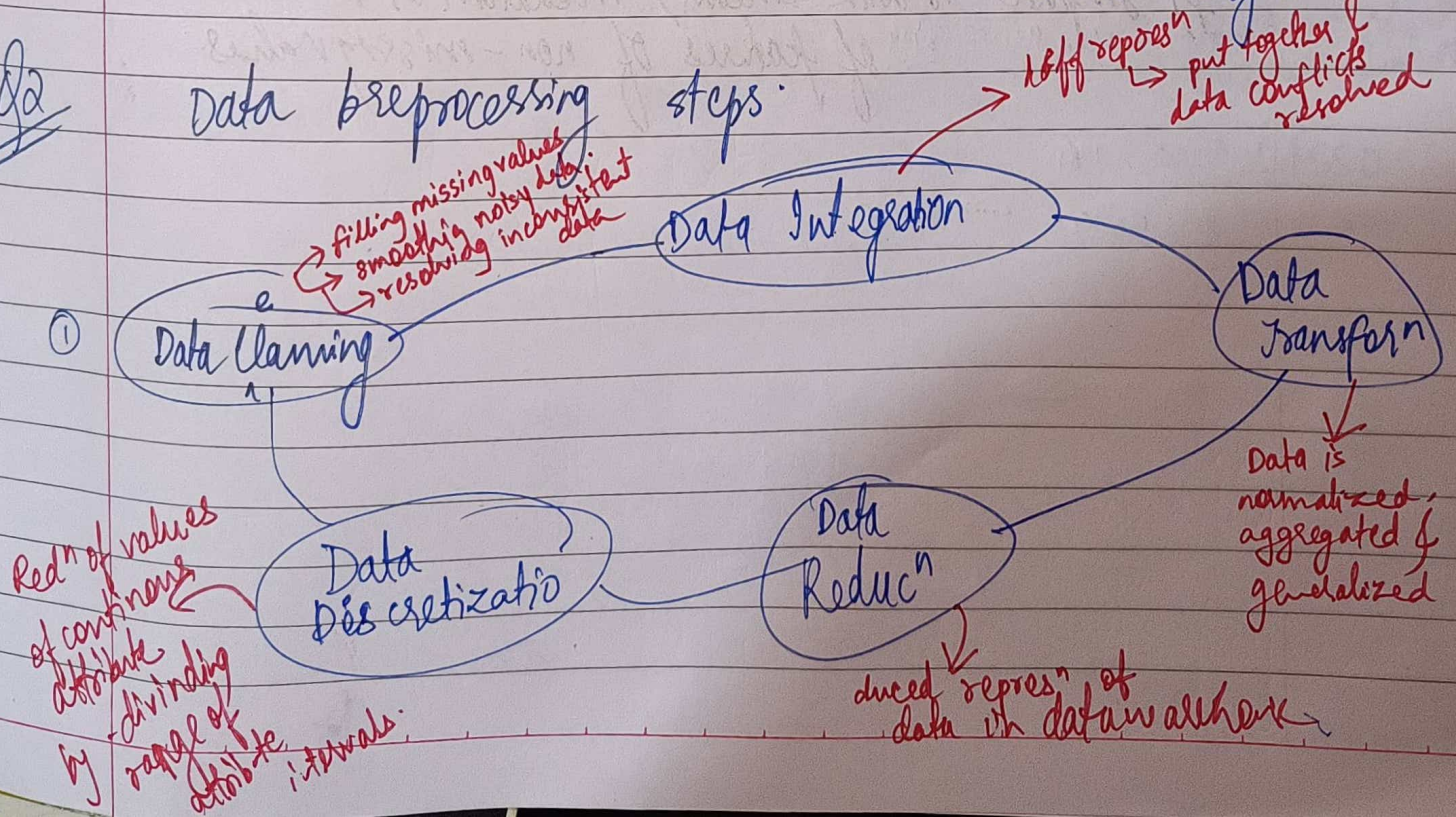 Q2
Data preprocessing steps.
diff represⁿ
↳ put together &
data conflicts
resolved
→ filling missing values
→ smoothig noisy data.
→ resolving inconsistent
data
Data Integration
①
Data Cleaning
Data
Transforⁿ
Data is
normalized,
aggregated &
generalized
Data
Reducⁿ
duced represⁿ of
data in datawarehouse
Data
Discretizatio
Redⁿ of values
of continous
attribute
by dividing
range of
attribute
intervals.